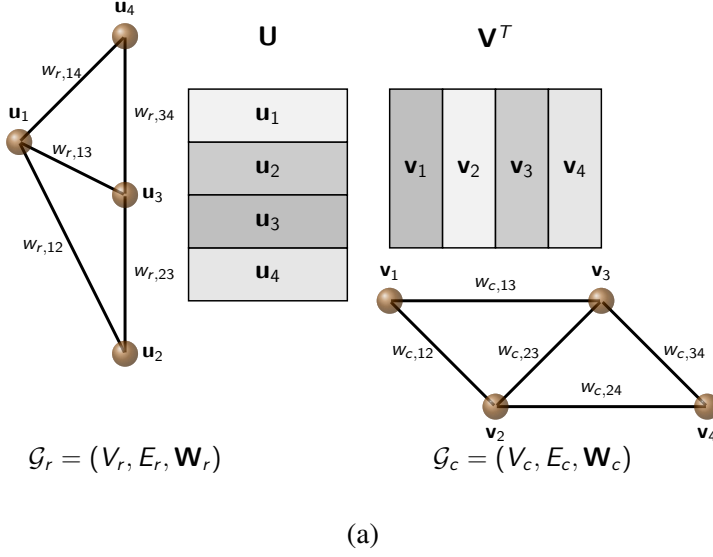 u₄
U
Vᵀ
w_{r,14}
u₁
w_{r,34}
w_{r,13}
u₃
w_{r,12}
w_{r,23}
u₂
u₁
u₂
u₃
u₄
v₁ v₂ v₃ v₄
v₁
v₃
w_{c,13}
w_{c,12}
w_{c,23}
w_{c,34}
w_{c,24}
v₂
v₄
𝒢_r = (V_r, E_r, W_r)
𝒢_c = (V_c, E_c, W_c)
(a)